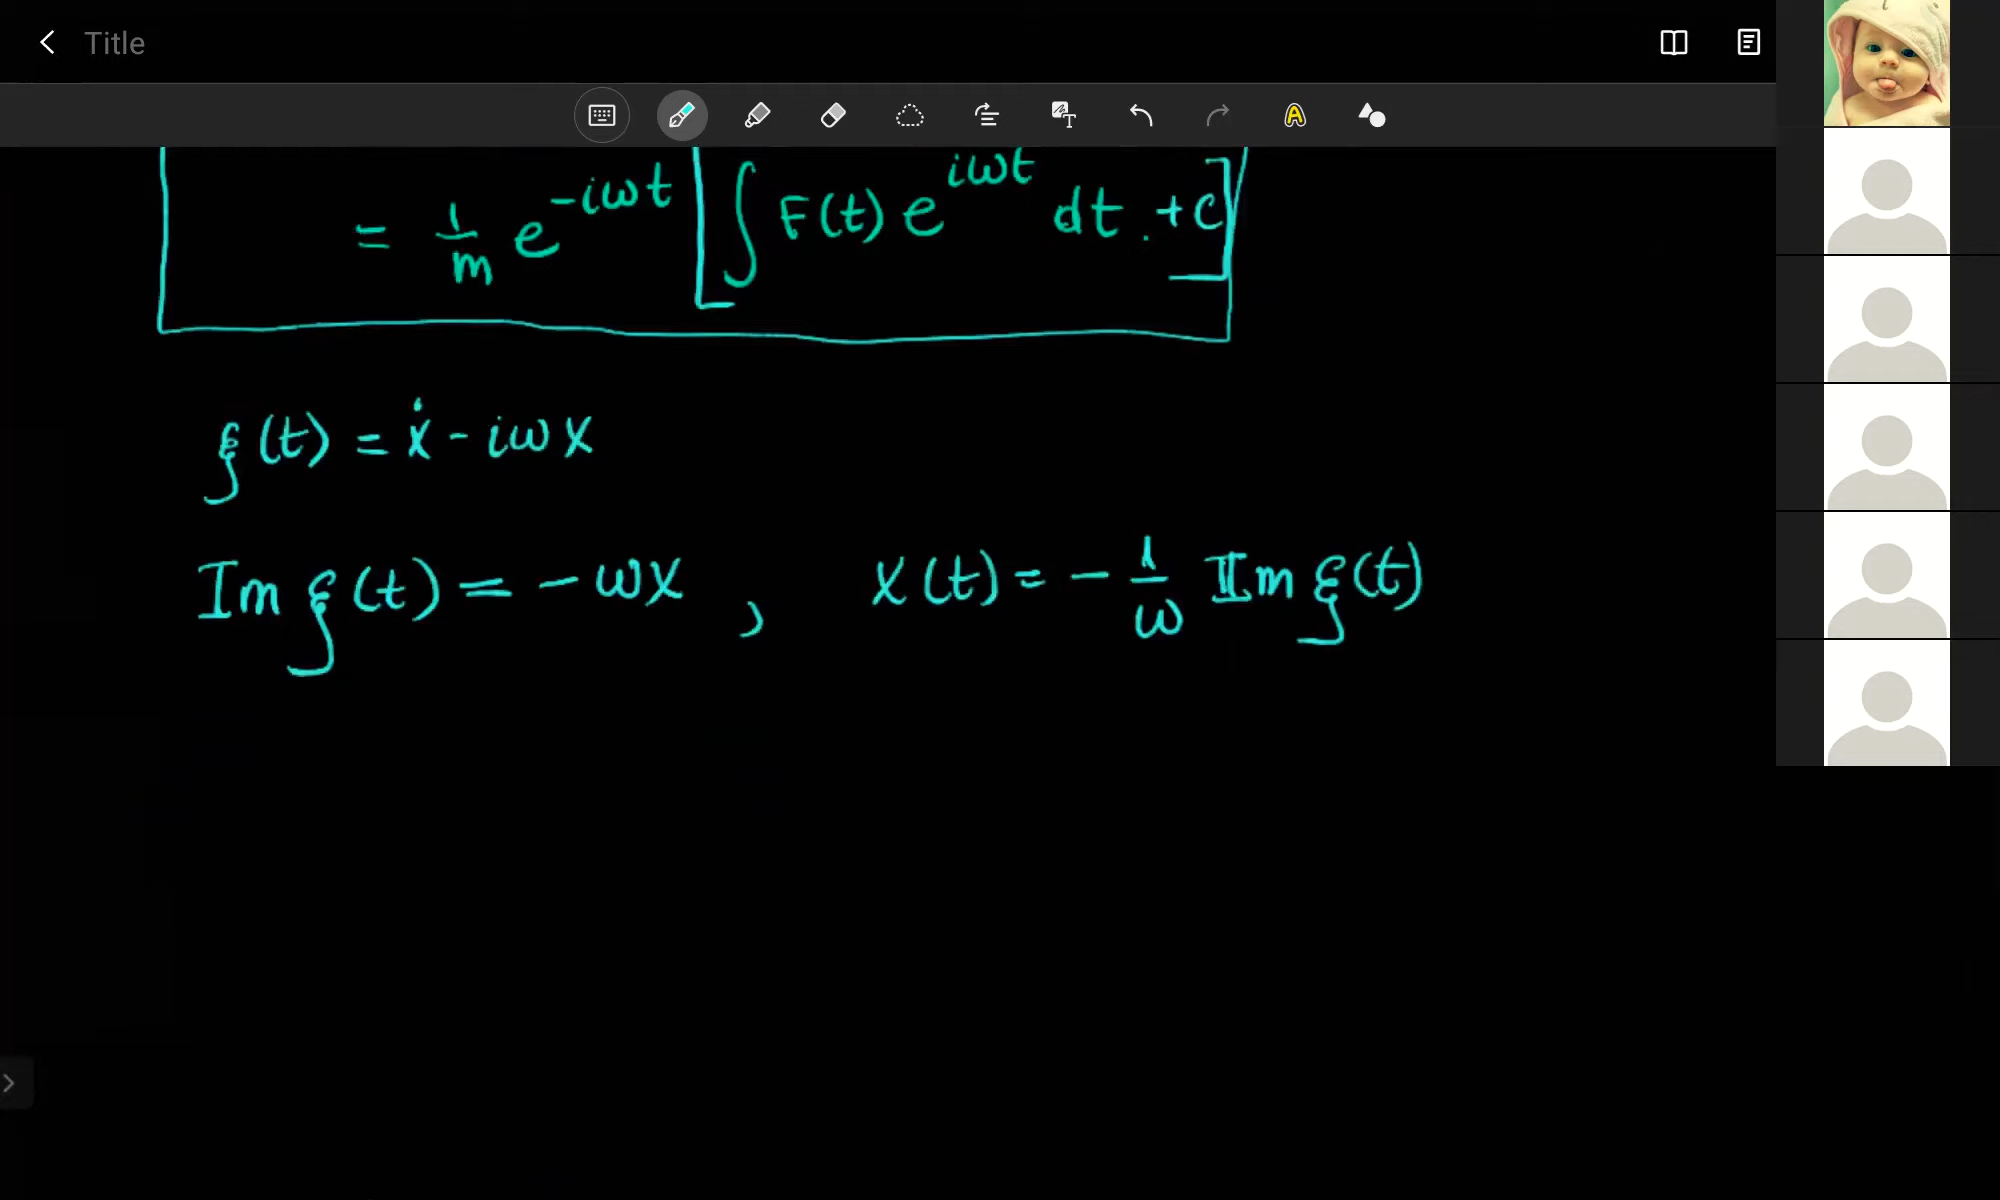 Title
= 1/m e^{-iωt} [∫ F(t) e^{iωt} dt. +C]
ξ(t) = ẋ - iωx
Im ξ(t) = -ωx , x(t) = - 1/ω Im ξ(t)